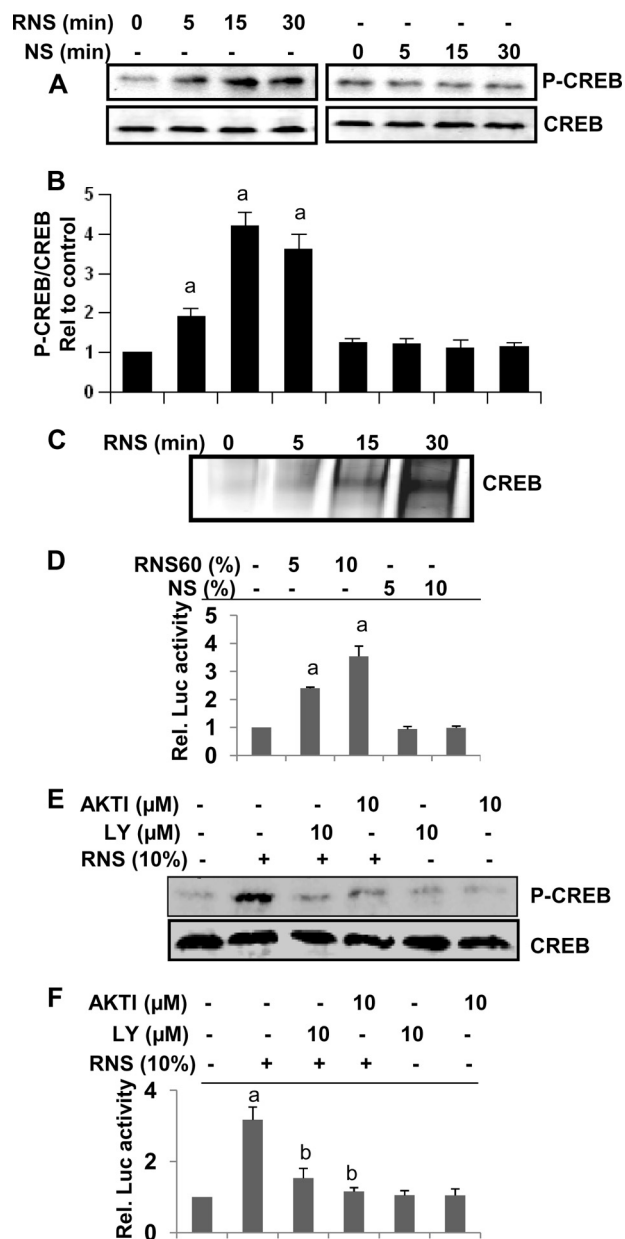 RNS (min) 0 5 15 30 - - - -
NS (min) - - - - 0 5 15 30
A
P-CREB
CREB
B
P-CREB/CREB
Rel to control
5
4
3
2
1
0
a
a
a
C
RNS (min) 0 5 15 30
CREB
D
RNS60 (%) - 5 10 - -
NS (%) - - - 5 10
Rel. Luc activity
5
4
3
2
1
0
a
a
E
AKTI (µM) - - - 10 - 10
LY (µM) - - 10 - 10 -
RNS (10%) - + + + - -
P-CREB
CREB
F
AKTI (µM) - - - 10 - 10
LY (µM) - - 10 - 10 -
RNS (10%) - + + + - -
Rel. Luc activity
4
2
0
a
b
b